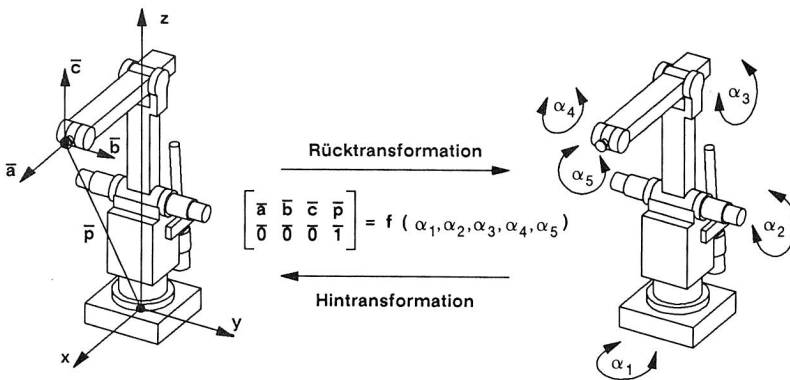 z
c̅
b̅
a̅
p̅
y
x
Rücktransformation
[ a̅ b̅ c̅ p̅ ] = f ( α₁,α₂,α₃,α₄,α₅)
[ 0̅ 0̅ 0̅ 1̅ ]
Hintransformation
α₄
α₃
α₅
α₂
α₁